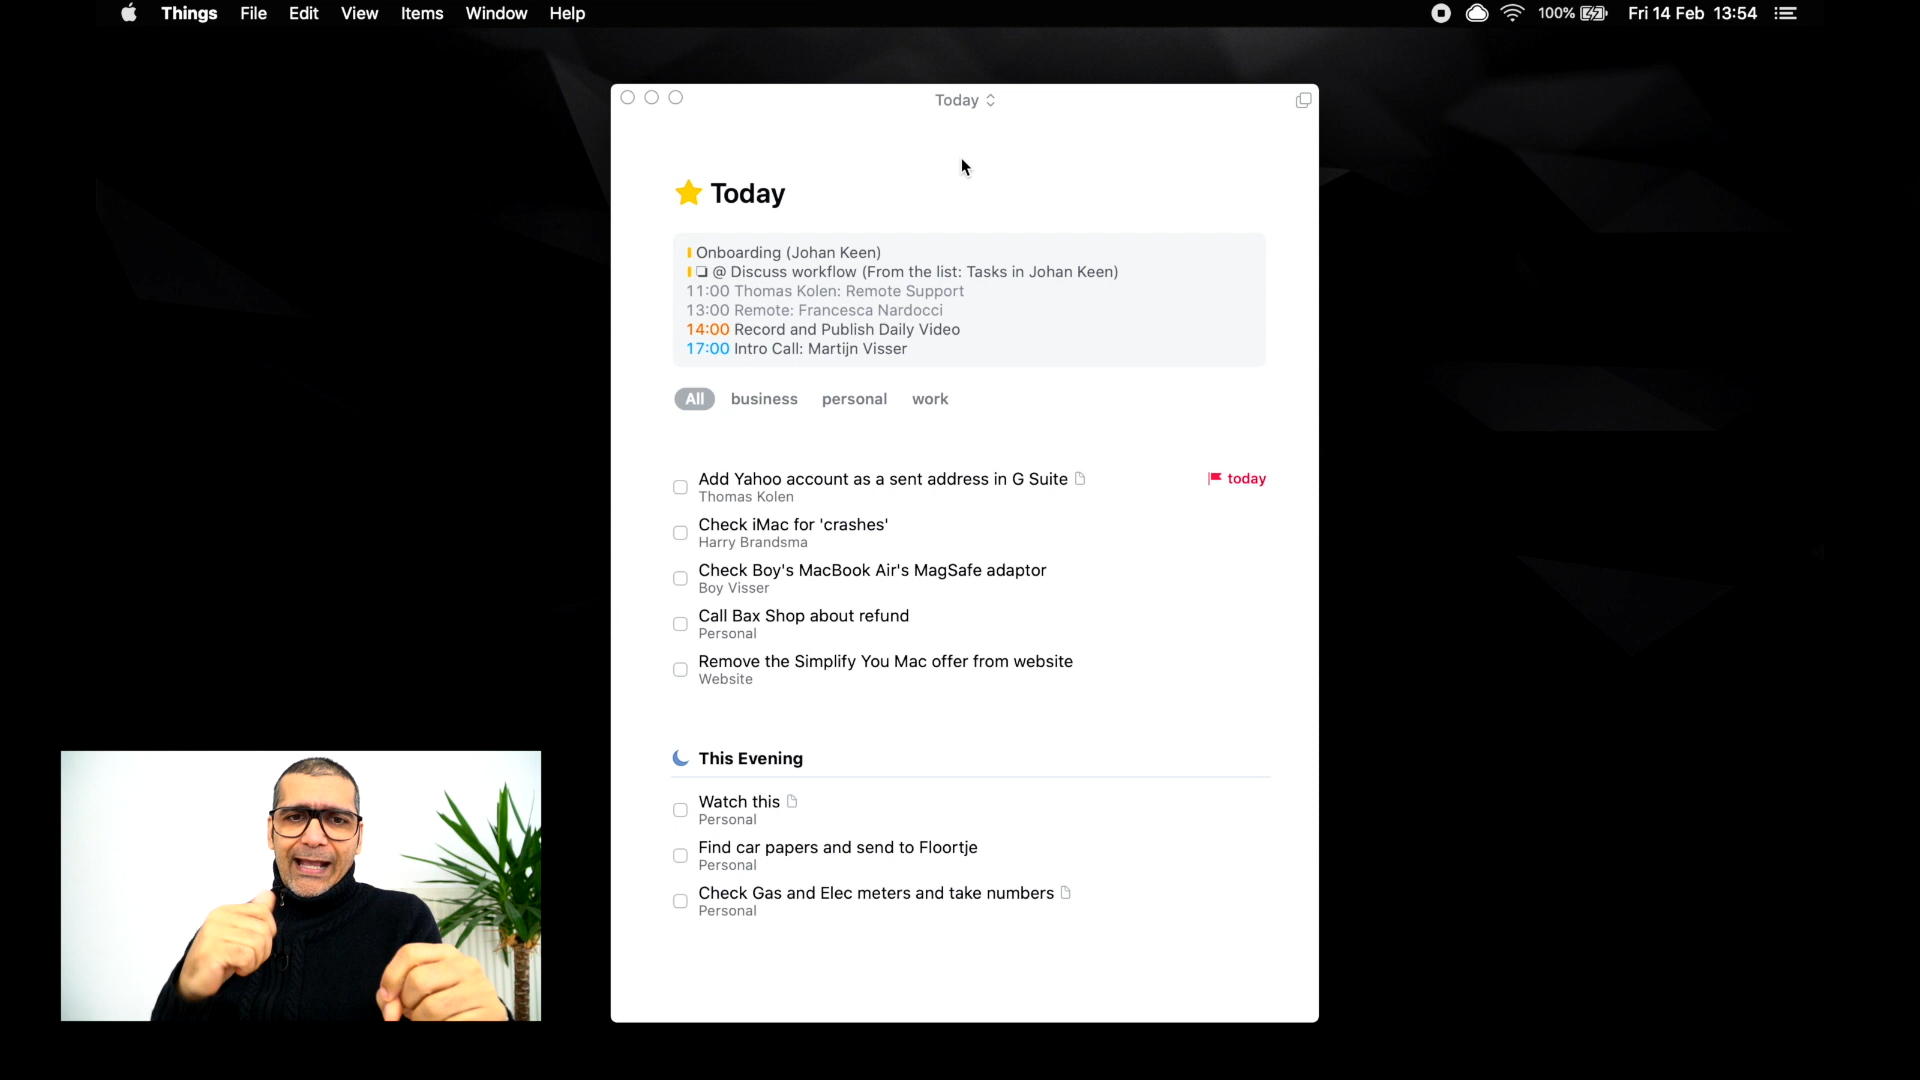 Things File Edit View Items Window Help 100% Fri 14 Feb 13:54
Today
Today
Onboarding (Johan Keen)
@ Discuss workflow (From the list: Tasks in Johan Keen)
11:00 Thomas Kolen: Remote Support
13:00 Remote: Francesca Nardocci
14:00 Record and Publish Daily Video
17:00 Intro Call: Martijn Visser
All business personal work
Add Yahoo account as a sent address in G Suite today
Thomas Kolen
Check iMac for 'crashes'
Harry Brandsma
Check Boy's MacBook Air's MagSafe adaptor
Boy Visser
Call Bax Shop about refund
Personal
Remove the Simplify You Mac offer from website
Website
This Evening
Watch this
Personal
Find car papers and send to Floortje
Personal
Check Gas and Elec meters and take numbers
Personal